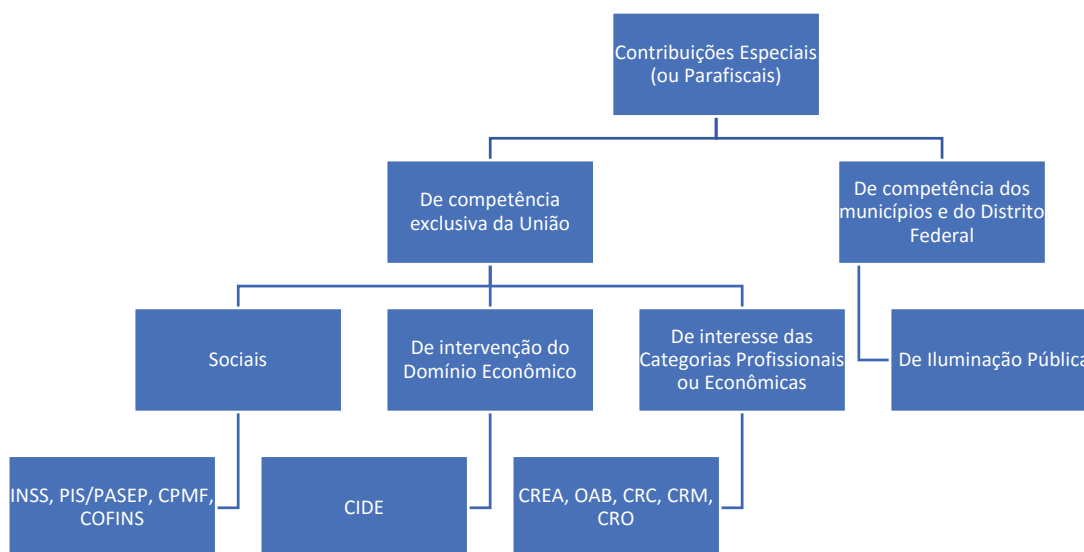 Contribuições Especiais
(ou Parafiscais)
De competência
exclusiva da União
De competência dos
municípios e do Distrito
Federal
Sociais
De intervenção do
Domínio Econômico
De interesse das
Categorias Profissionais
ou Econômicas
De Iluminação Pública
INSS, PIS/PASEP, CPMF,
COFINS
CIDE
CREA, OAB, CRC, CRM,
CRO